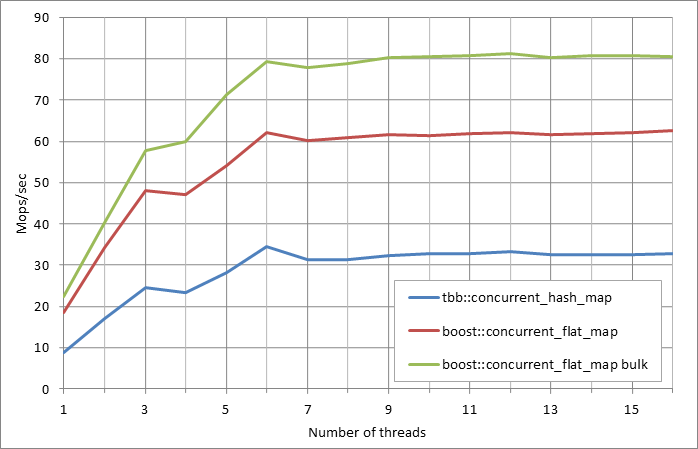 90
80
70
60
50
40
30
20
10
0
Mops/sec
tbb::concurrent_hash_map
boost::concurrent_flat_map
boost::concurrent_flat_map bulk
1 3 5 7 9 11 13 15
Number of threads